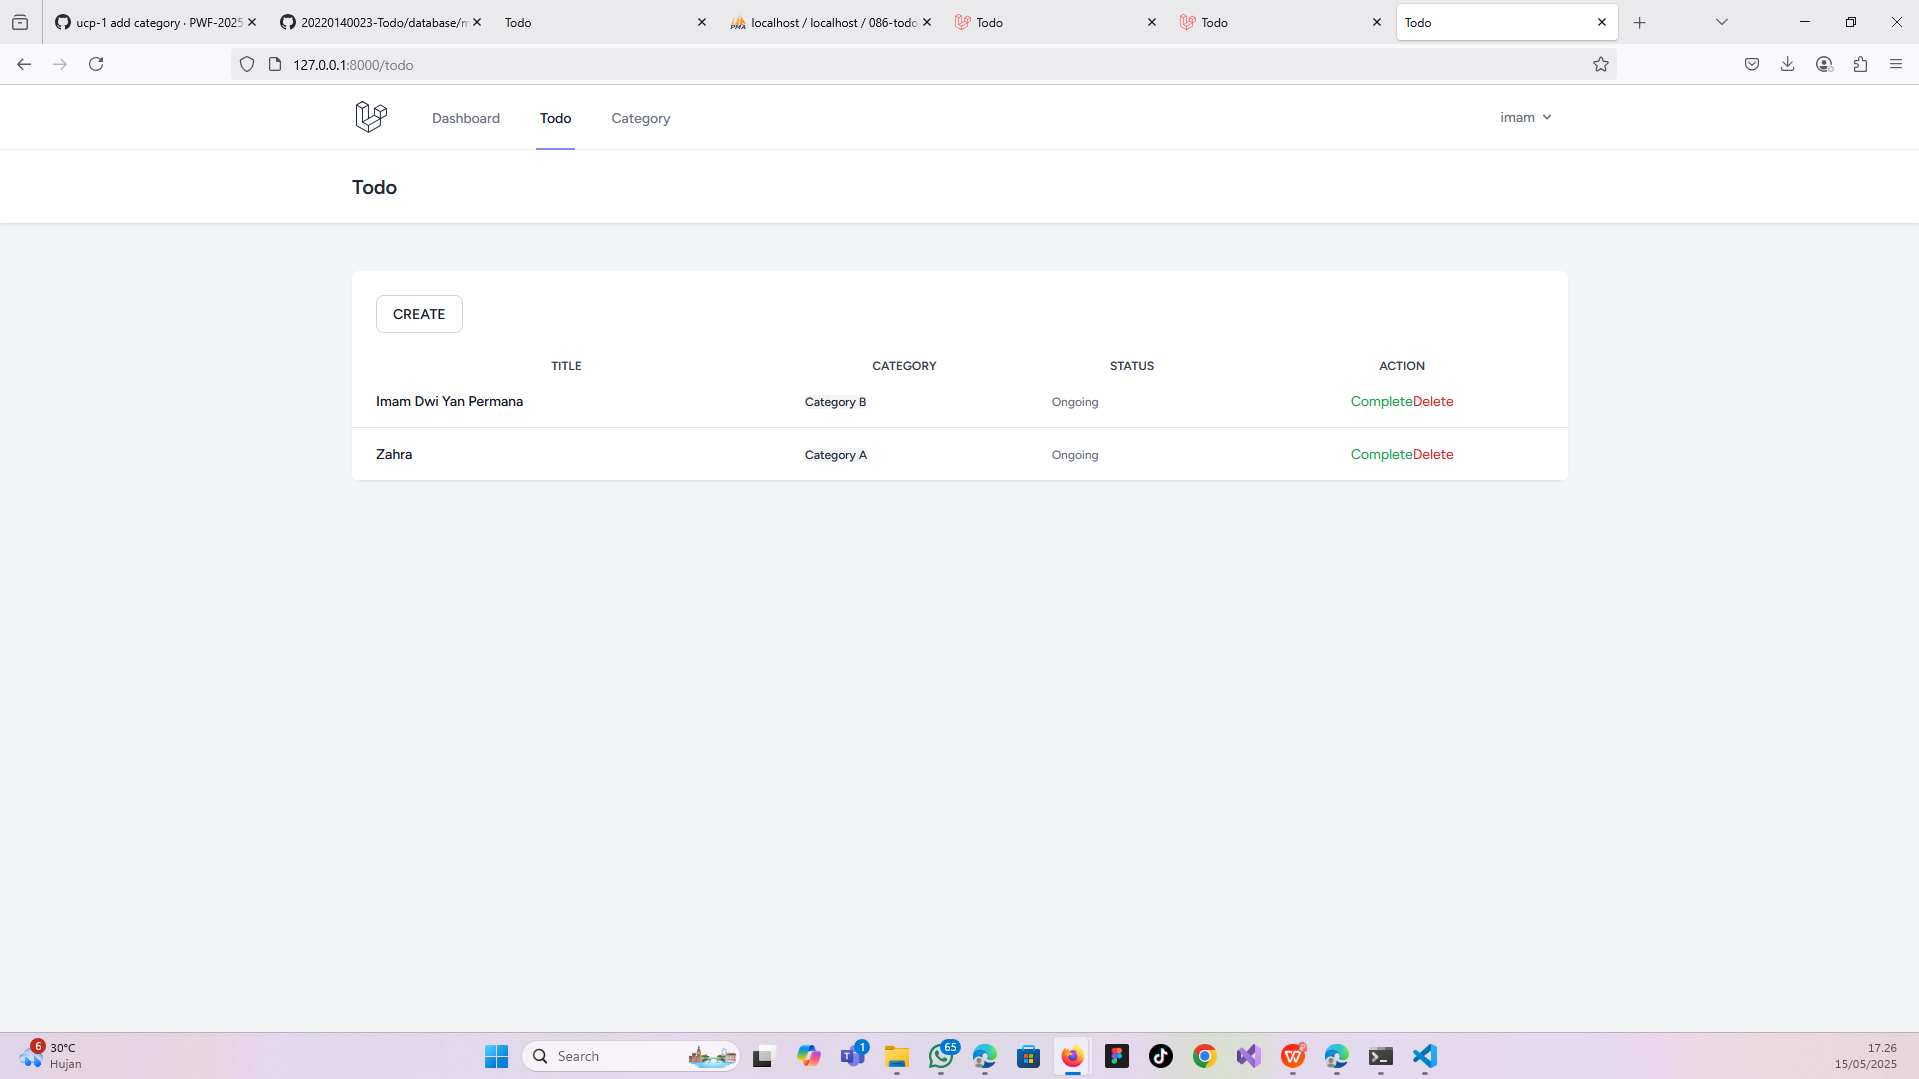 ucp-1 add category · PWF-2025
20220140023-Todo/database/m
Todo
localhost / localhost / 086-todo
Todo
Todo
Todo
127.0.0.1:8000/todo
Dashboard
Todo
Category
imam
Todo
CREATE
TITLE CATEGORY STATUS ACTION
Imam Dwi Yan Permana Category B Ongoing CompleteDelete
Zahra Category A Ongoing CompleteDelete
6
30°C
Hujan
Search
1
65
17.26
15/05/2025